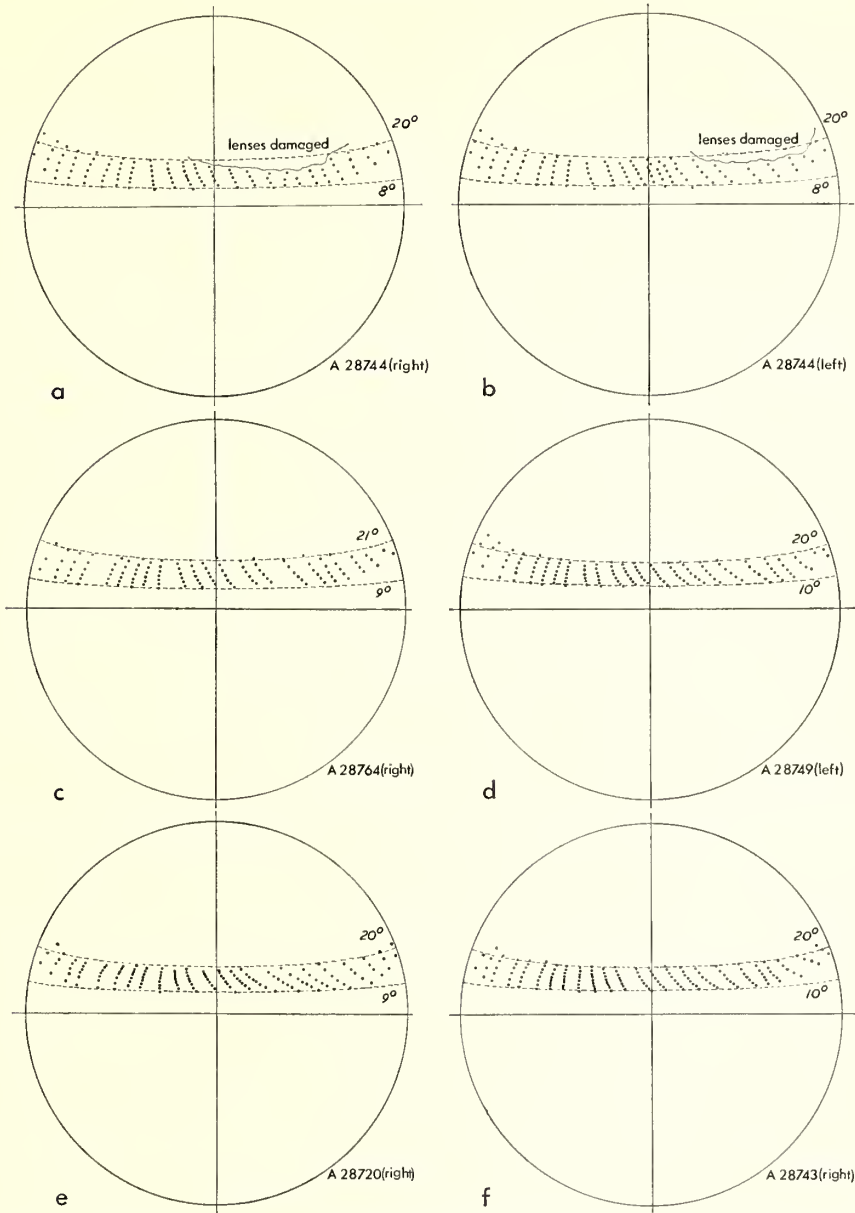 20°
lenses damaged
8°
A 28744(right)
a
20°
lenses damaged
8°
A 28744(left)
b
21°
9°
A 28764(right)
c
20°
10°
A 28749(left)
d
20°
9°
A 28720(right)
e
20°
10°
A 28743(right)
f